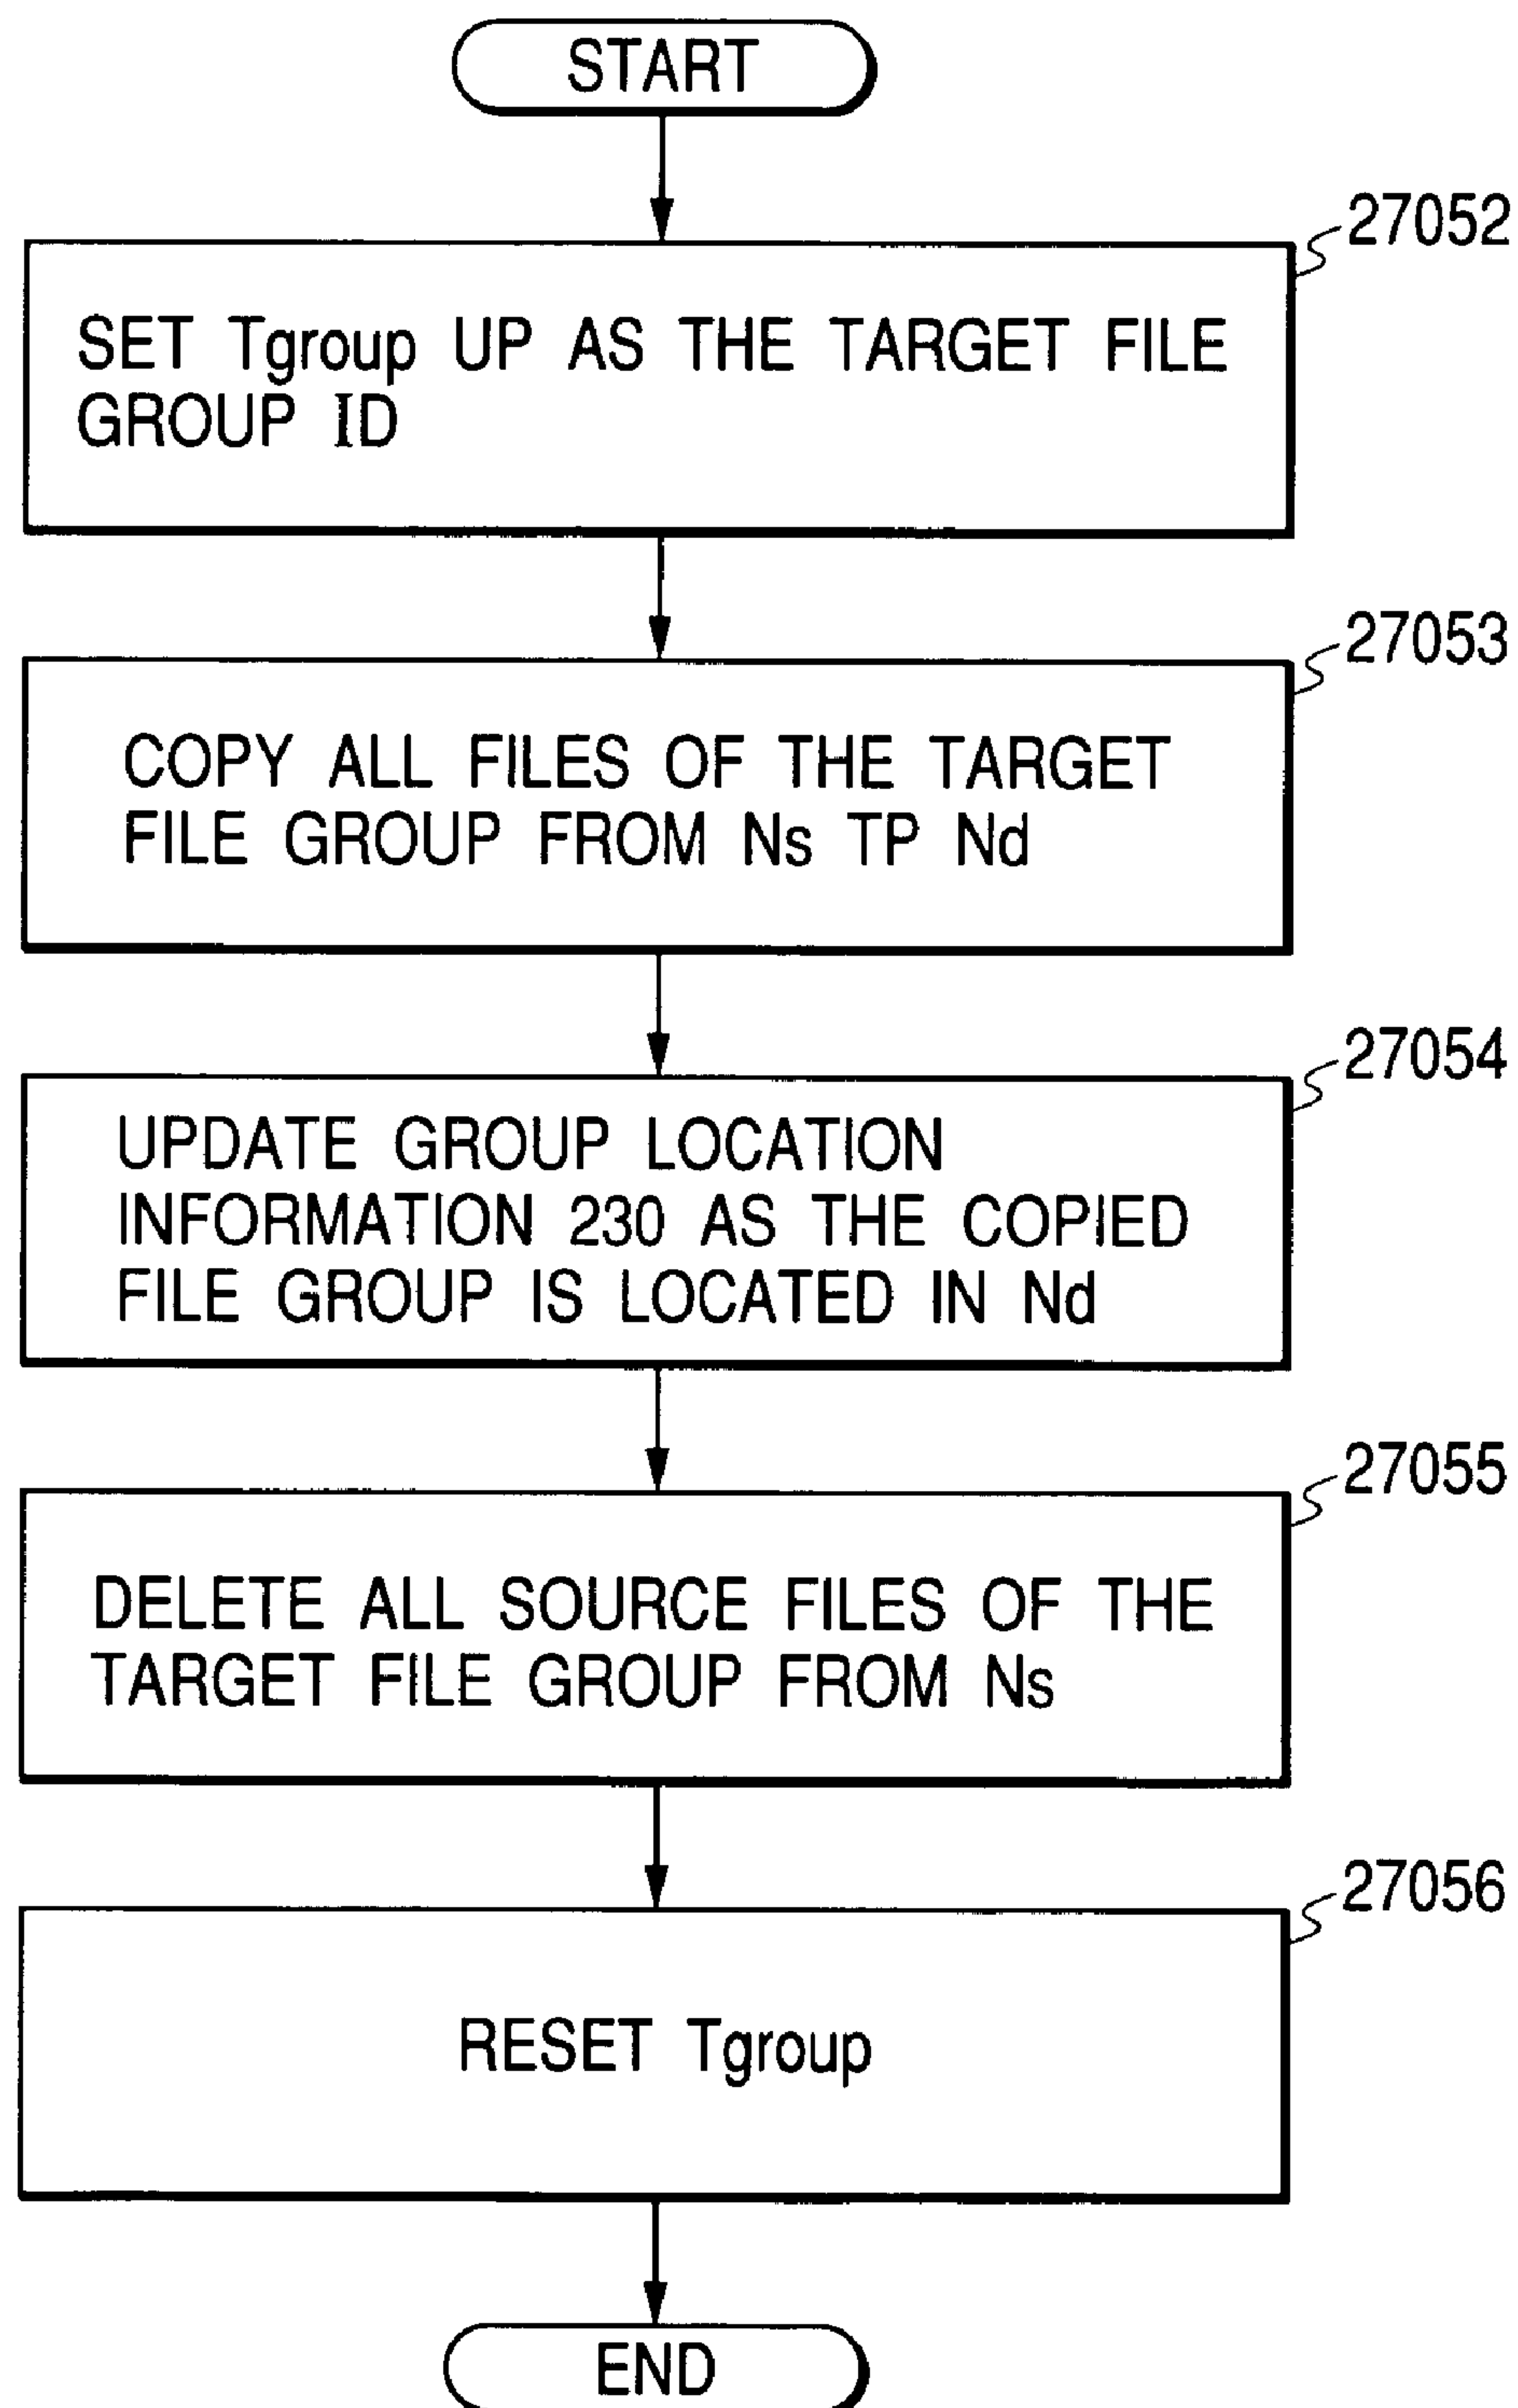 START
27052
SET Tgroup UP AS THE TARGET FILE
GROUP ID
27053
COPY ALL FILES OF THE TARGET
FILE GROUP FROM Ns TP Nd
27054
UPDATE GROUP LOCATION
INFORMATION 230 AS THE COPIED
FILE GROUP IS LOCATED IN Nd
27055
DELETE ALL SOURCE FILES OF THE
TARGET FILE GROUP FROM Ns
27056
RESET Tgroup
END